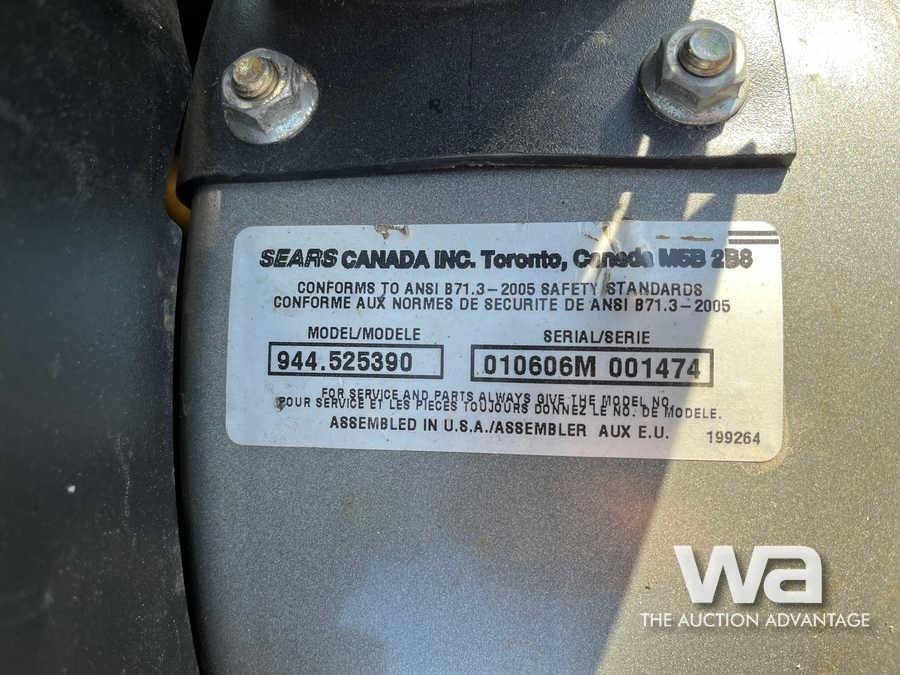 SEARS CANADA INC. Toronto, Canada M5B 2B8
CONFORMS TO ANSI B71.3-2005 SAFETY STANDARDS
CONFORME AUX NORMES DE SECURITE DE ANSI B71.3-2005
MODEL/MODELE SERIAL/SERIE
944.525390 010606M 001474
FOR SERVICE AND PARTS ALWAYS GIVE THE MODEL NO.
POUR SERVICE ET LES PIECES TOUJOURS DONNEZ LE NO. DE MODELE.
ASSEMBLED IN U.S.A./ASSEMBLER AUX E.U. 199264
wa
THE AUCTION ADVANTAGE